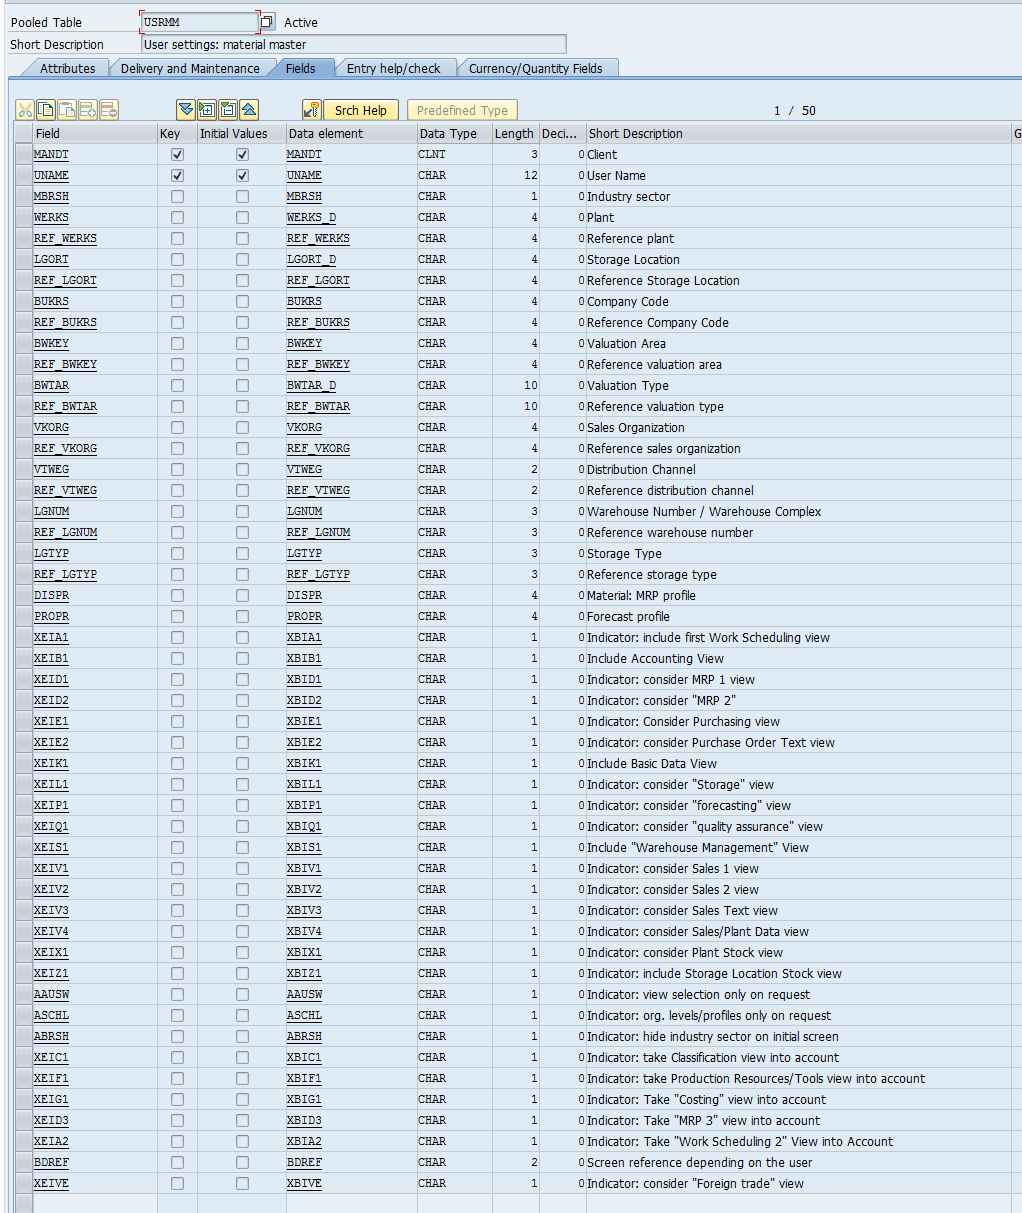 Pooled Table USRMM Active
Short Description User settings: material master
Attributes Delivery and Maintenance Fields Entry help/check Currency/Quantity Fields
Srch Help Predefined Type 1 / 50
Field Key Initial Values Data element Data Type Length Deci... Short Description G
MANDT MANDT CLNT 3 0 Client
UNAME UNAME CHAR 12 0 User Name
MBRSH MBRSH CHAR 1 0 Industry sector
WERKS WERKS_D CHAR 4 0 Plant
REF_WERKS REF_WERKS CHAR 4 0 Reference plant
LGORT LGORT_D CHAR 4 0 Storage Location
REF_LGORT REF_LGORT CHAR 4 0 Reference Storage Location
BUKRS BUKRS CHAR 4 0 Company Code
REF_BUKRS REF_BUKRS CHAR 4 0 Reference Company Code
BWKEY BWKEY CHAR 4 0 Valuation Area
REF_BWKEY REF_BWKEY CHAR 4 0 Reference valuation area
BWTAR BWTAR_D CHAR 10 0 Valuation Type
REF_BWTAR REF_BWTAR CHAR 10 0 Reference valuation type
VKORG VKORG CHAR 4 0 Sales Organization
REF_VKORG REF_VKORG CHAR 4 0 Reference sales organization
VTWEG VTWEG CHAR 2 0 Distribution Channel
REF_VTWEG REF_VTWEG CHAR 2 0 Reference distribution channel
LGNUM LGNUM CHAR 3 0 Warehouse Number / Warehouse Complex
REF_LGNUM REF_LGNUM CHAR 3 0 Reference warehouse number
LGTYP LGTYP CHAR 3 0 Storage Type
REF_LGTYP REF_LGTYP CHAR 3 0 Reference storage type
DISPR DISPR CHAR 4 0 Material: MRP profile
PROPR PROPR CHAR 4 0 Forecast profile
XEIA1 XBIA1 CHAR 1 0 Indicator: include first Work Scheduling view
XEIB1 XBIB1 CHAR 1 0 Include Accounting View
XEID1 XBID1 CHAR 1 0 Indicator: consider MRP 1 view
XEID2 XBID2 CHAR 1 0 Indicator: consider "MRP 2"
XEIE1 XBIE1 CHAR 1 0 Indicator: Consider Purchasing view
XEIE2 XBIE2 CHAR 1 0 Indicator: consider Purchase Order Text view
XEIK1 XBIK1 CHAR 1 0 Include Basic Data View
XEIL1 XBIL1 CHAR 1 0 Indicator: consider "Storage" view
XEIP1 XBIP1 CHAR 1 0 Indicator: consider "forecasting" view
XEIQ1 XBIQ1 CHAR 1 0 Indicator: consider "quality assurance" view
XEIS1 XBIS1 CHAR 1 0 Include "Warehouse Management" View
XEIV1 XBIV1 CHAR 1 0 Indicator: consider Sales 1 view
XEIV2 XBIV2 CHAR 1 0 Indicator: consider Sales 2 view
XEIV3 XBIV3 CHAR 1 0 Indicator: consider Sales Text view
XEIV4 XBIV4 CHAR 1 0 Indicator: consider Sales/Plant Data view
XEIX1 XBIX1 CHAR 1 0 Indicator: consider Plant Stock view
XEIZ1 XBIZ1 CHAR 1 0 Indicator: include Storage Location Stock view
AAUSW AAUSW CHAR 1 0 Indicator: view selection only on request
ASCHL ASCHL CHAR 1 0 Indicator: org. levels/profiles only on request
ABRSH ABRSH CHAR 1 0 Indicator: hide industry sector on initial screen
XEIC1 XBIC1 CHAR 1 0 Indicator: take Classification view into account
XEIF1 XBIF1 CHAR 1 0 Indicator: take Production Resources/Tools view into account
XEIG1 XBIG1 CHAR 1 0 Indicator: Take "Costing" view into account
XEID3 XBID3 CHAR 1 0 Indicator: Take "MRP 3" view into account
XEIA2 XBIA2 CHAR 1 0 Indicator: Take "Work Scheduling 2" View into Account
BDREF BDREF CHAR 2 0 Screen reference depending on the user
XEIVE XBIVE CHAR 1 0 Indicator: consider "Foreign trade" view